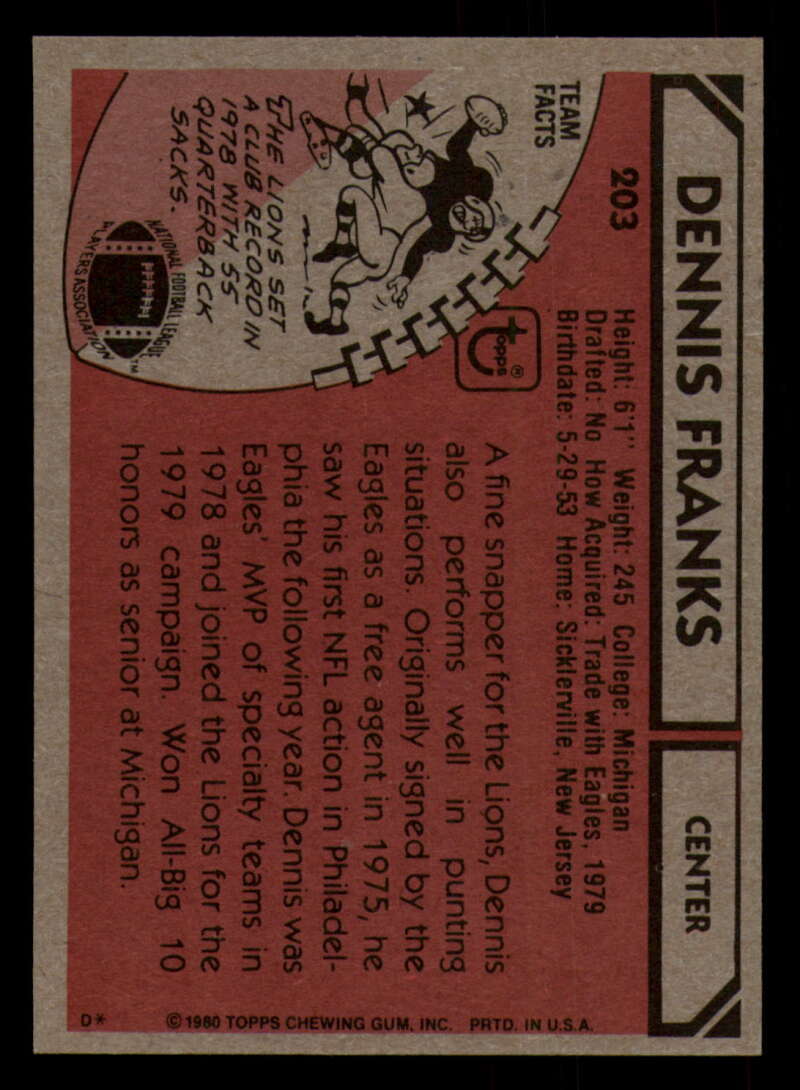 DENNIS FRANKS
CENTER
203
Height: 6'1" Weight: 245 College: Michigan
Drafted: No How Acquired: Trade with Eagles, 1979
Birthdate: 5-29-53 Home: Sicklerville, New Jersey
TEAM
FACTS
THE LIONS SET
A CLUB RECORD IN
1978 WITH 55
QUARTERBACK
SACKS.
NATIONAL FOOTBALL LEAGUE
PLAYERS ASSOCIATION
TM
topps®
A fine snapper for the Lions, Dennis
also performs well in punting
situations. Originally signed by the
Eagles as a free agent in 1975, he
saw his first NFL action in Philadel-
phia the following year. Dennis was
Eagles' MVP of specialty teams in
1978 and joined the Lions for the
1979 campaign. Won All-Big 10
honors as senior at Michigan.
D* ©1980 TOPPS CHEWING GUM, INC. PRTD. IN U.S.A.